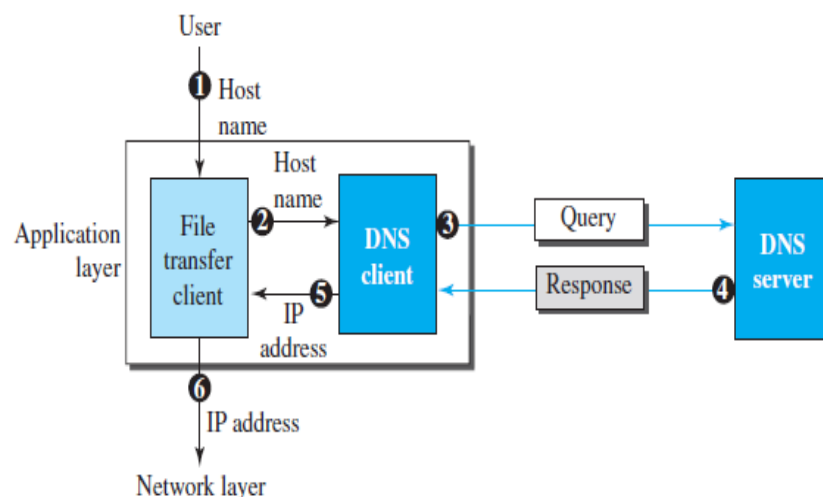 User
1
Host
name
Application
layer
File
transfer
client
Host
name
2
DNS
client
3
Query
DNS
server
Response
4
5
IP
address
6
IP address
Network layer